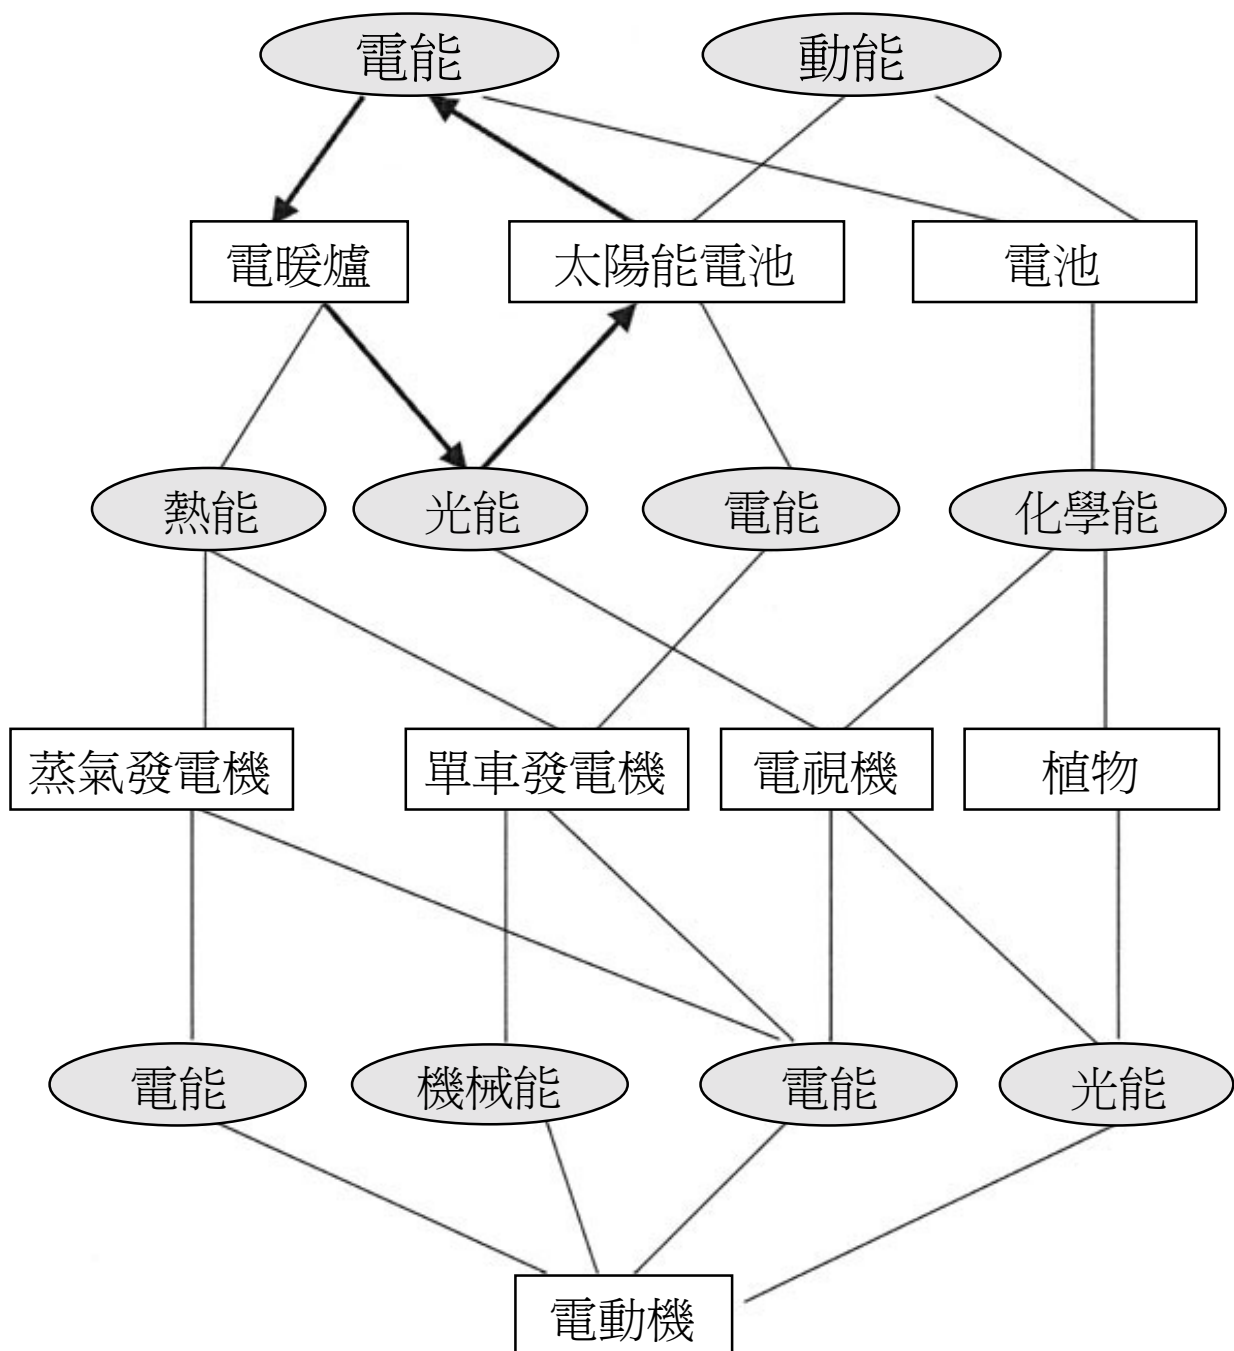 電能
動能
電暖爐
太陽能電池
電池
熱能
光能
電能
化學能
蒸氣發電機
單車發電機
電視機
植物
電能
機械能
電能
光能
電動機